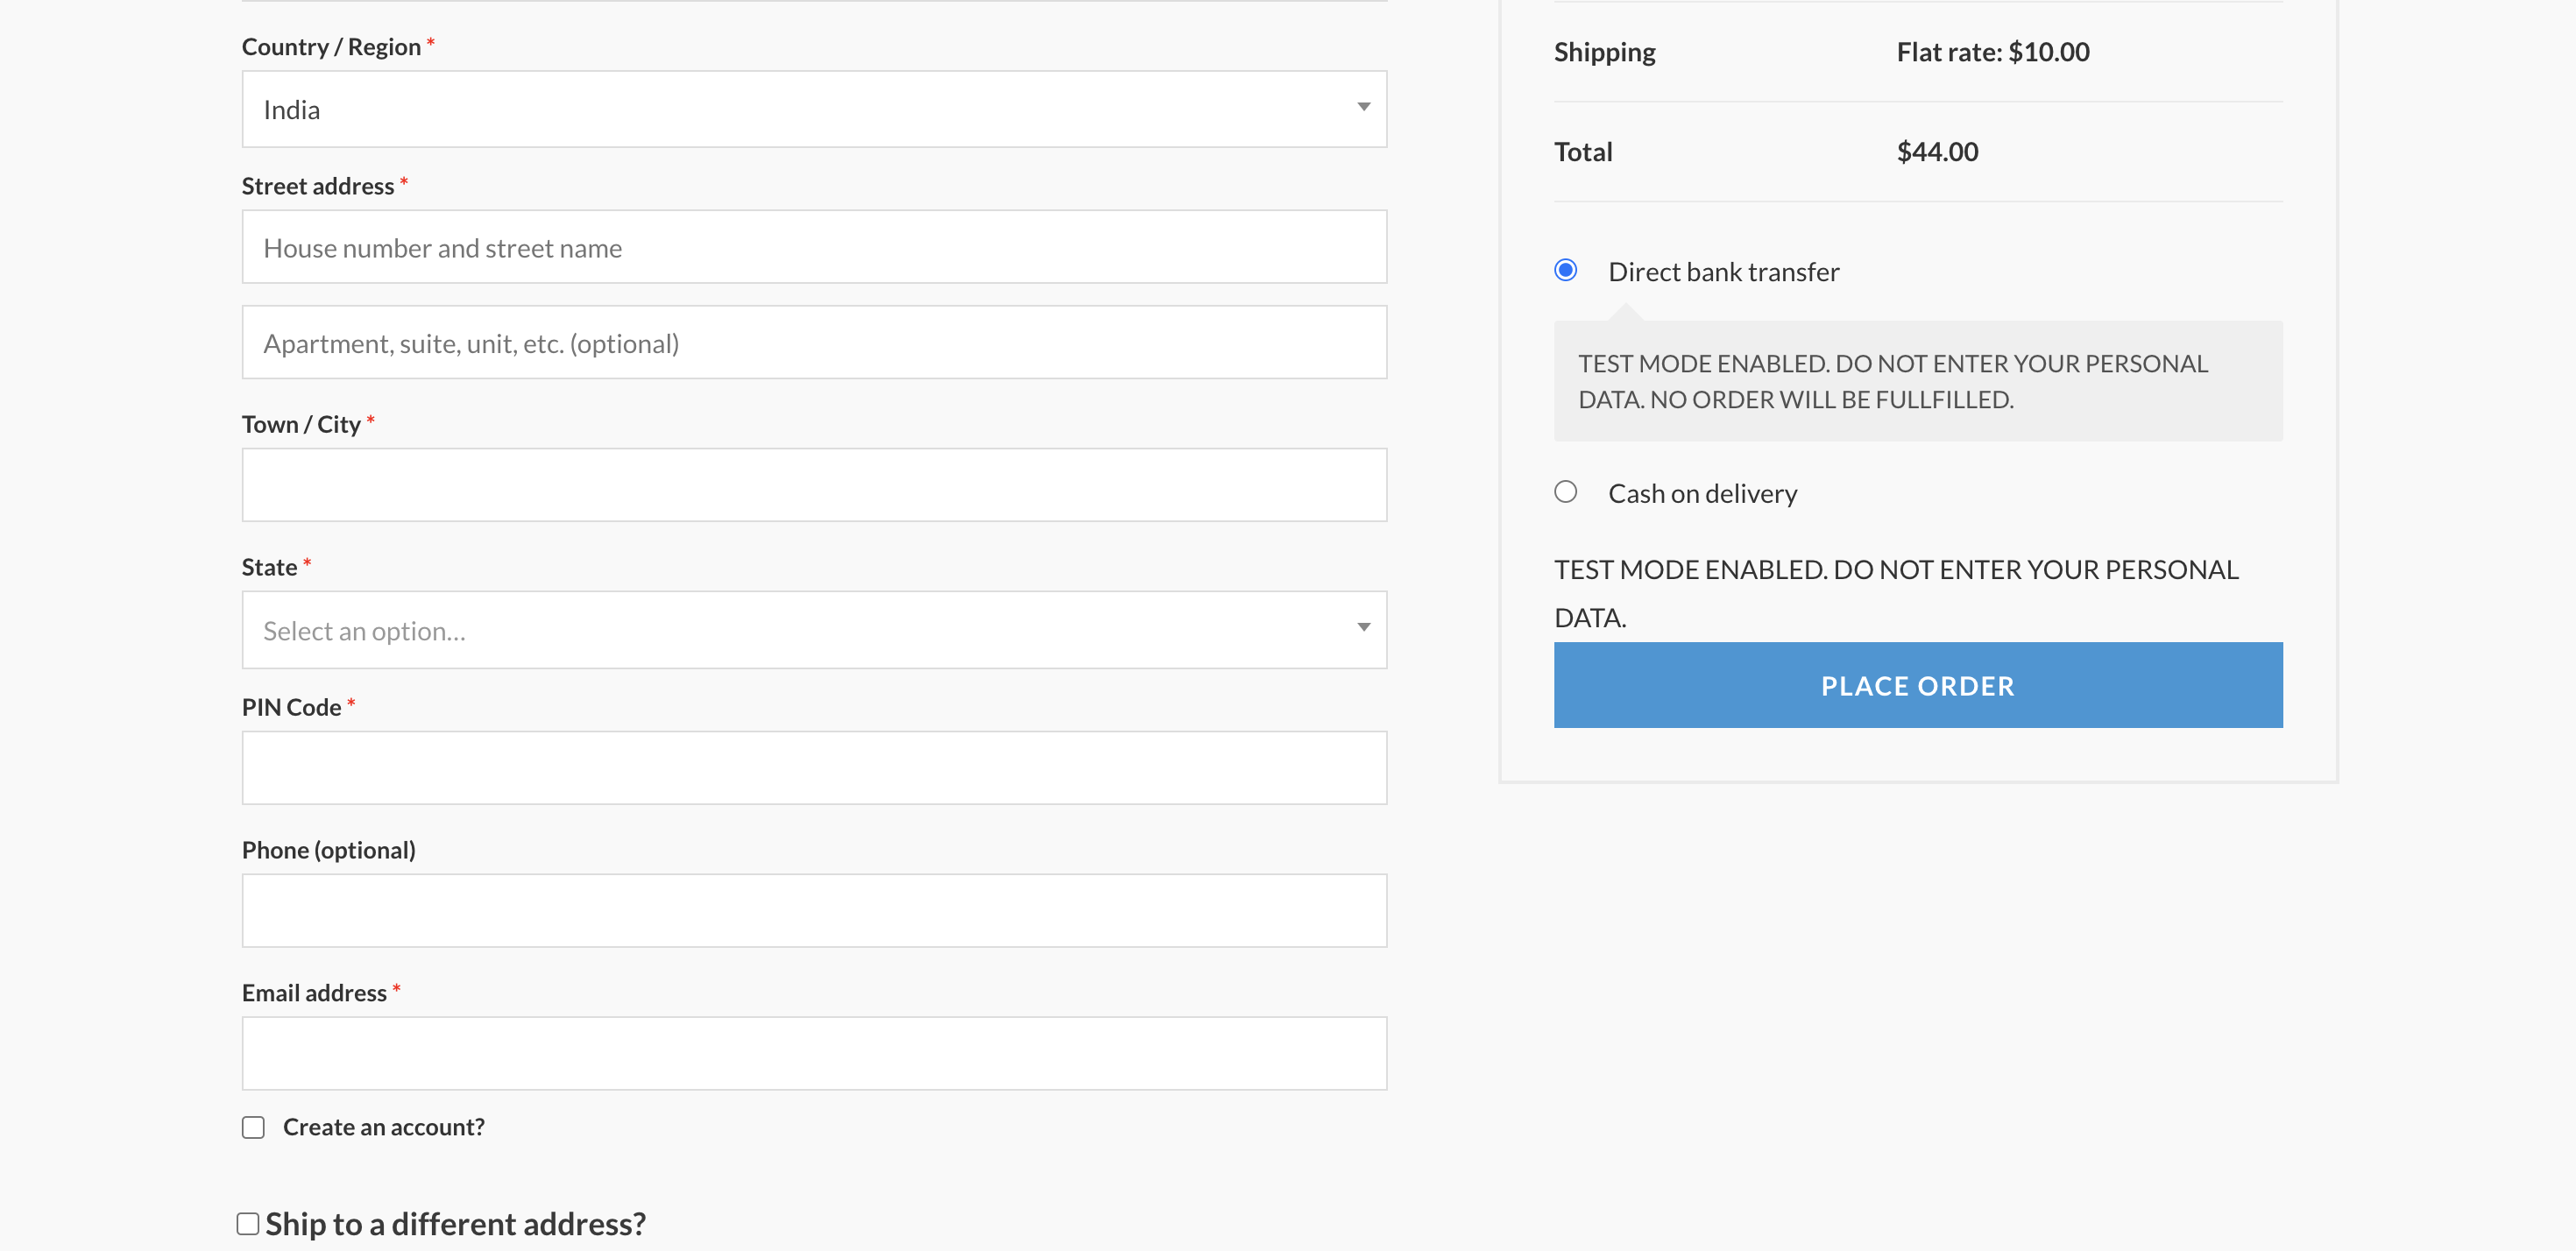 Country / Region *
India
Street address *
House number and street name
Apartment, suite, unit, etc. (optional)
Town / City *
State *
Select an option…
PIN Code *
Phone (optional)
Email address *
Create an account?
Ship to a different address?
Shipping Flat rate: $10.00
Total $44.00
Direct bank transfer
TEST MODE ENABLED. DO NOT ENTER YOUR PERSONAL
DATA. NO ORDER WILL BE FULLFILLED.
Cash on delivery
TEST MODE ENABLED. DO NOT ENTER YOUR PERSONAL
DATA.
PLACE ORDER